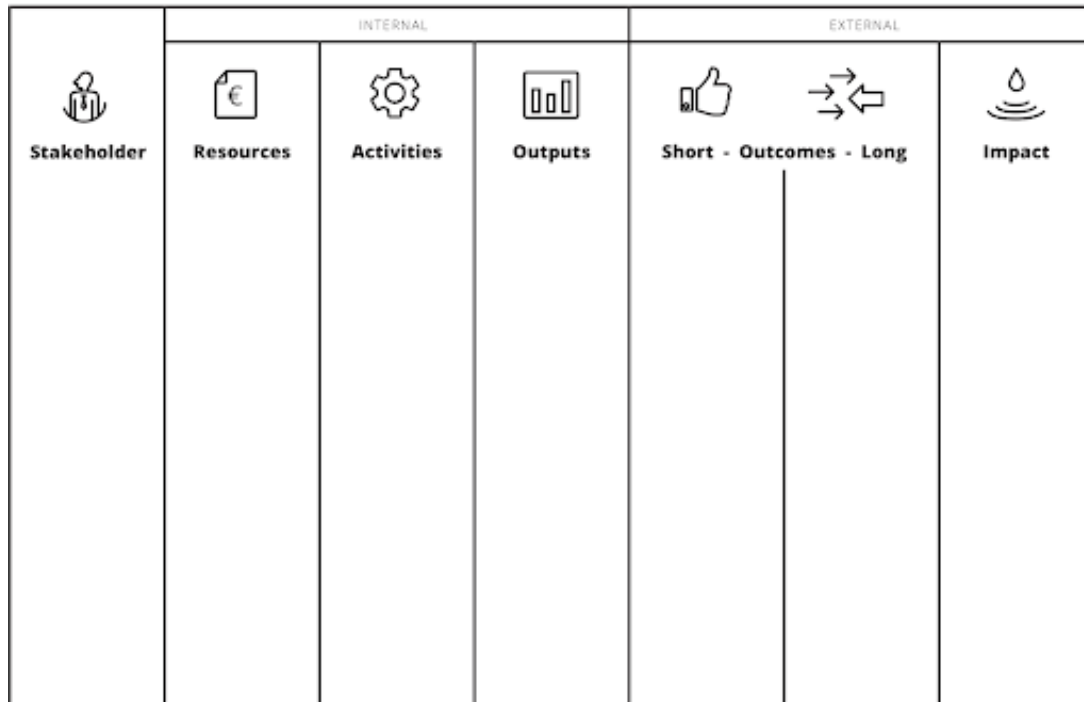 INTERNAL
EXTERNAL
€
Stakeholder
Resources
Activities
Outputs
Short - Outcomes - Long
Impact